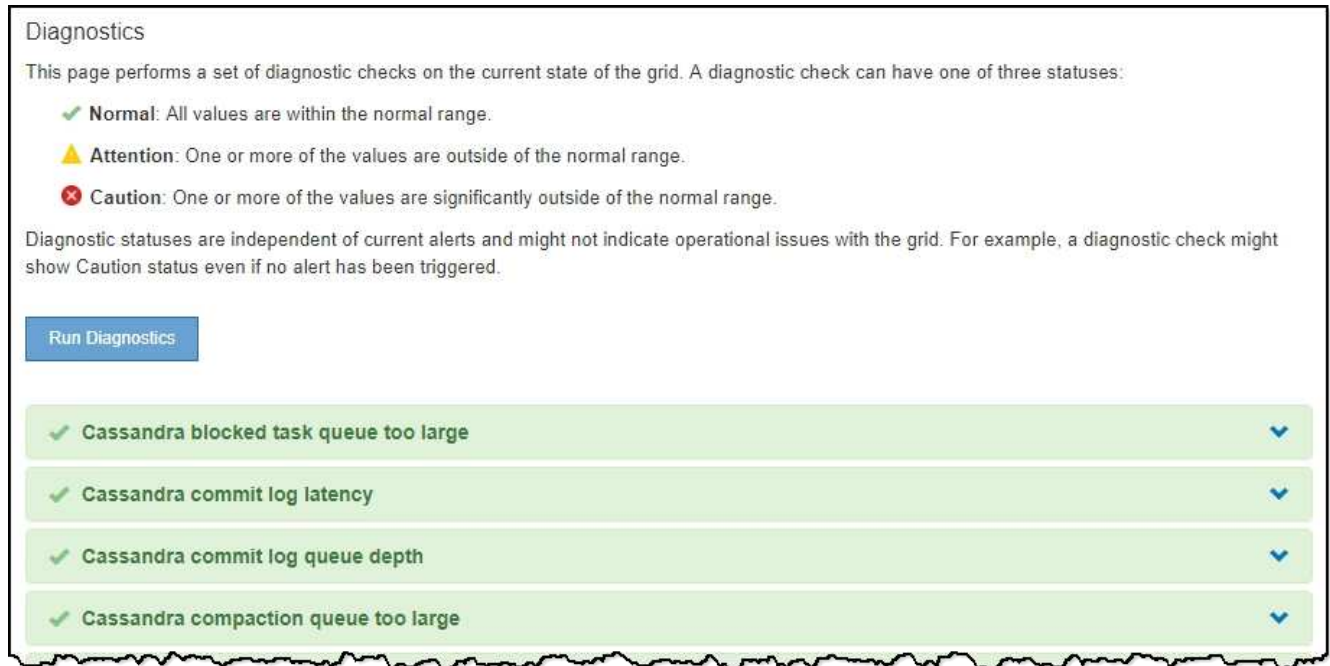 Diagnostics
This page performs a set of diagnostic checks on the current state of the grid. A diagnostic check can have one of three statuses:
Normal: All values are within the normal range.
Attention: One or more of the values are outside of the normal range.
Caution: One or more of the values are significantly outside of the normal range.
Diagnostic statuses are independent of current alerts and might not indicate operational issues with the grid. For example, a diagnostic check might
show Caution status even if no alert has been triggered.
Run Diagnostics
Cassandra blocked task queue too large
Cassandra commit log latency
Cassandra commit log queue depth
Cassandra compaction queue too large